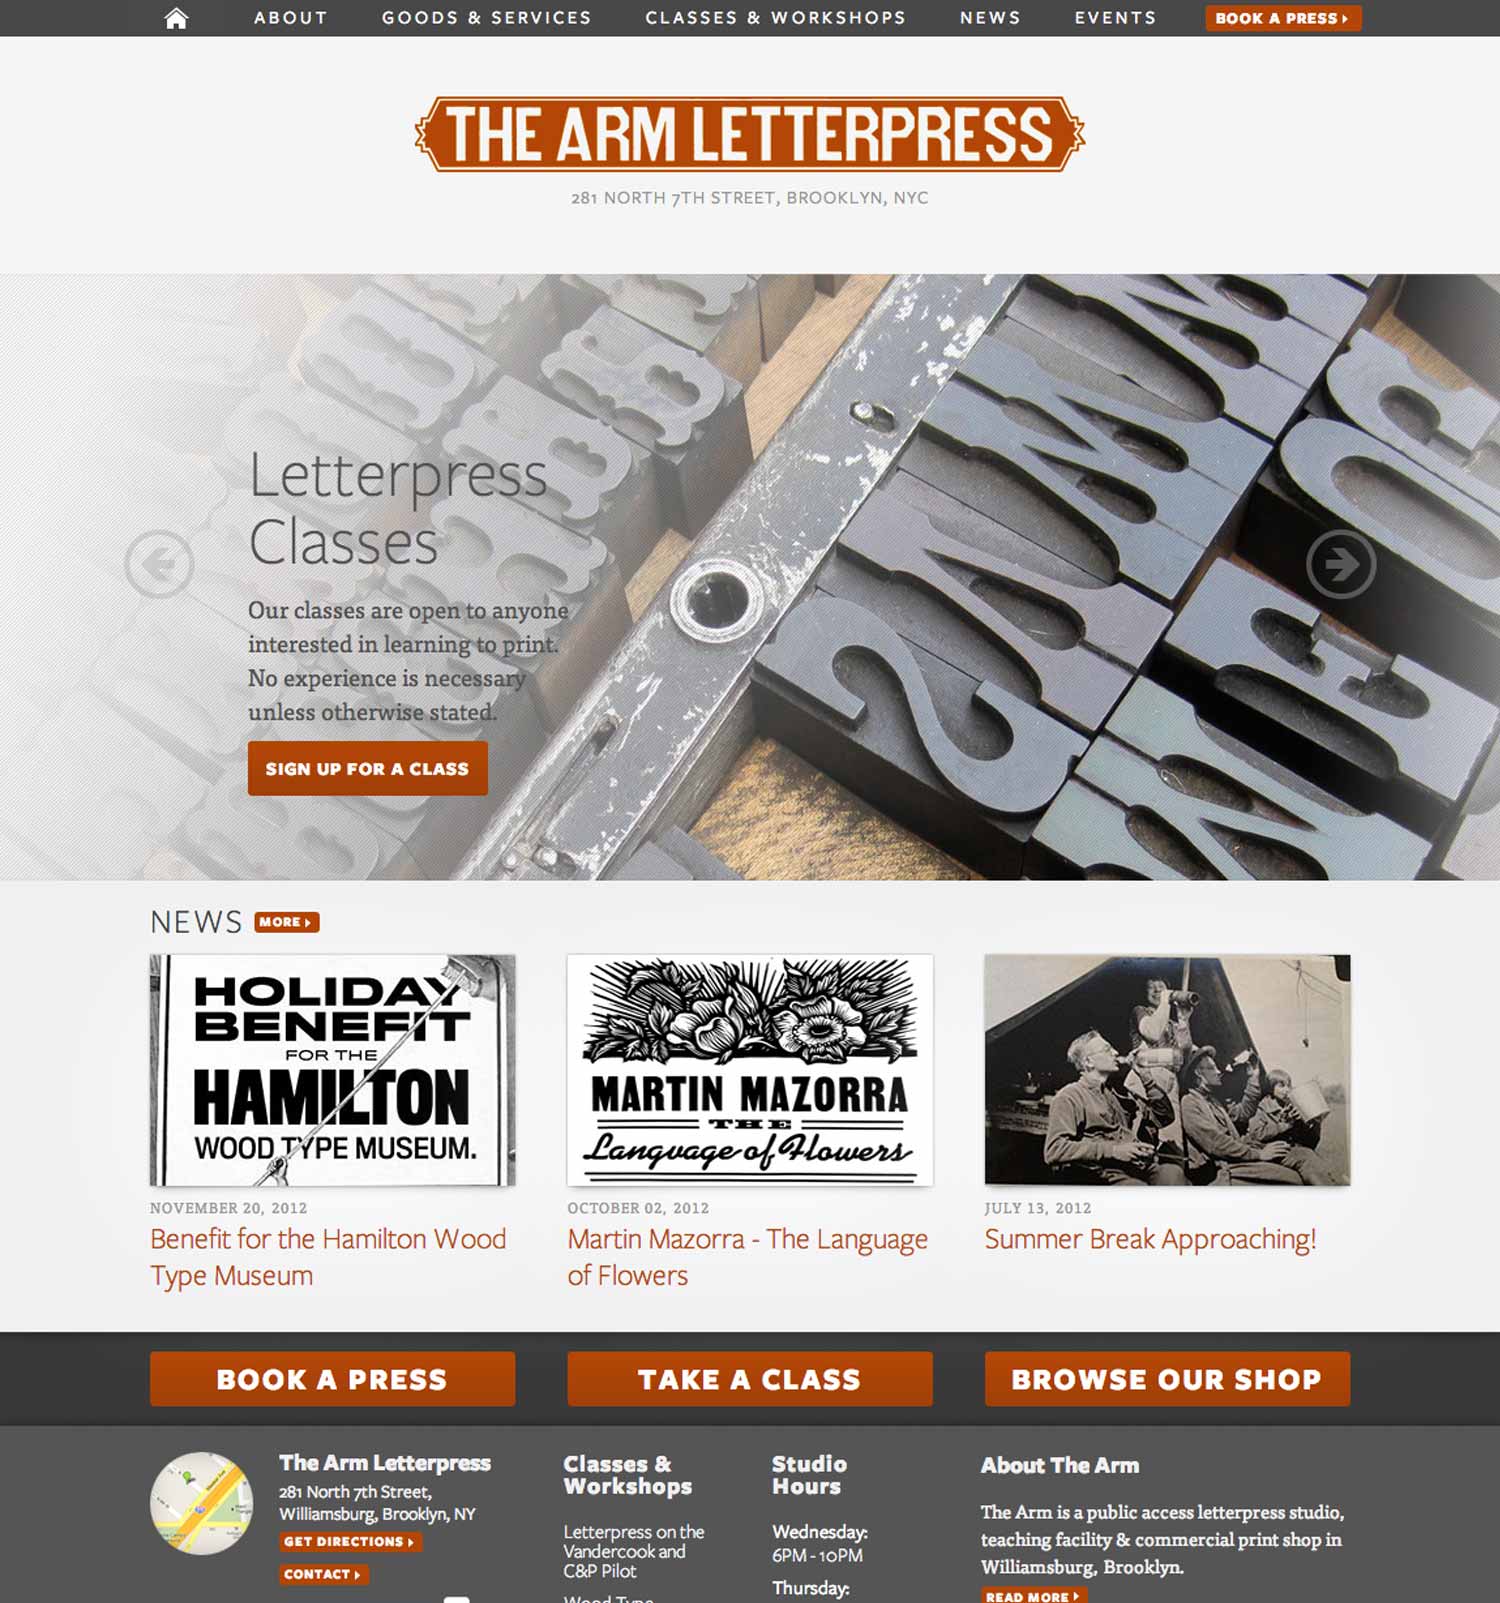 ABOUT GOODS & SERVICES CLASSES & WORKSHOPS NEWS EVENTS BOOK A PRESS
THE ARM LETTERPRESS
281 NORTH 7TH STREET, BROOKLYN, NYC
Letterpress
Classes
Our classes are open to anyone
interested in learning to print.
No experience is necessary
unless otherwise stated.
SIGN UP FOR A CLASS
NEWS MORE
HOLIDAY
BENEFIT
FOR THE
HAMILTON
WOOD TYPE MUSEUM.
NOVEMBER 20, 2012
Benefit for the Hamilton Wood
Type Museum
MARTIN MAZORRA
THE
Language of Flowers
OCTOBER 02, 2012
Martin Mazorra - The Language
of Flowers
JULY 13, 2012
Summer Break Approaching!
BOOK A PRESS
TAKE A CLASS
BROWSE OUR SHOP
The Arm Letterpress
281 North 7th Street,
Williamsburg, Brooklyn, NY
GET DIRECTIONS
CONTACT
Classes &
Workshops
Letterpress on the
Vandercook and
C&P Pilot
Wood Type
Studio
Hours
Wednesday:
6PM - 10PM
Thursday:
About The Arm
The Arm is a public access letterpress studio,
teaching facility & commercial print shop in
Williamsburg, Brooklyn.
READ MORE